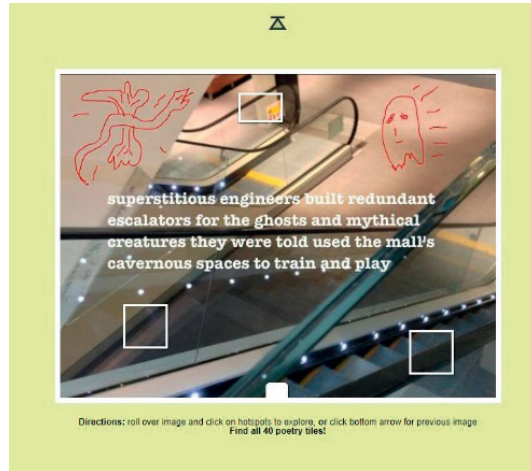 superstitious engineers built redundant
escalators for the ghosts and mythical
creatures they were told used the mall's
cavernous spaces to train and play
Directions: roll over image and click on hotspots to explore, or click bottom arrow for previous image
Find all 40 poetry tiles!